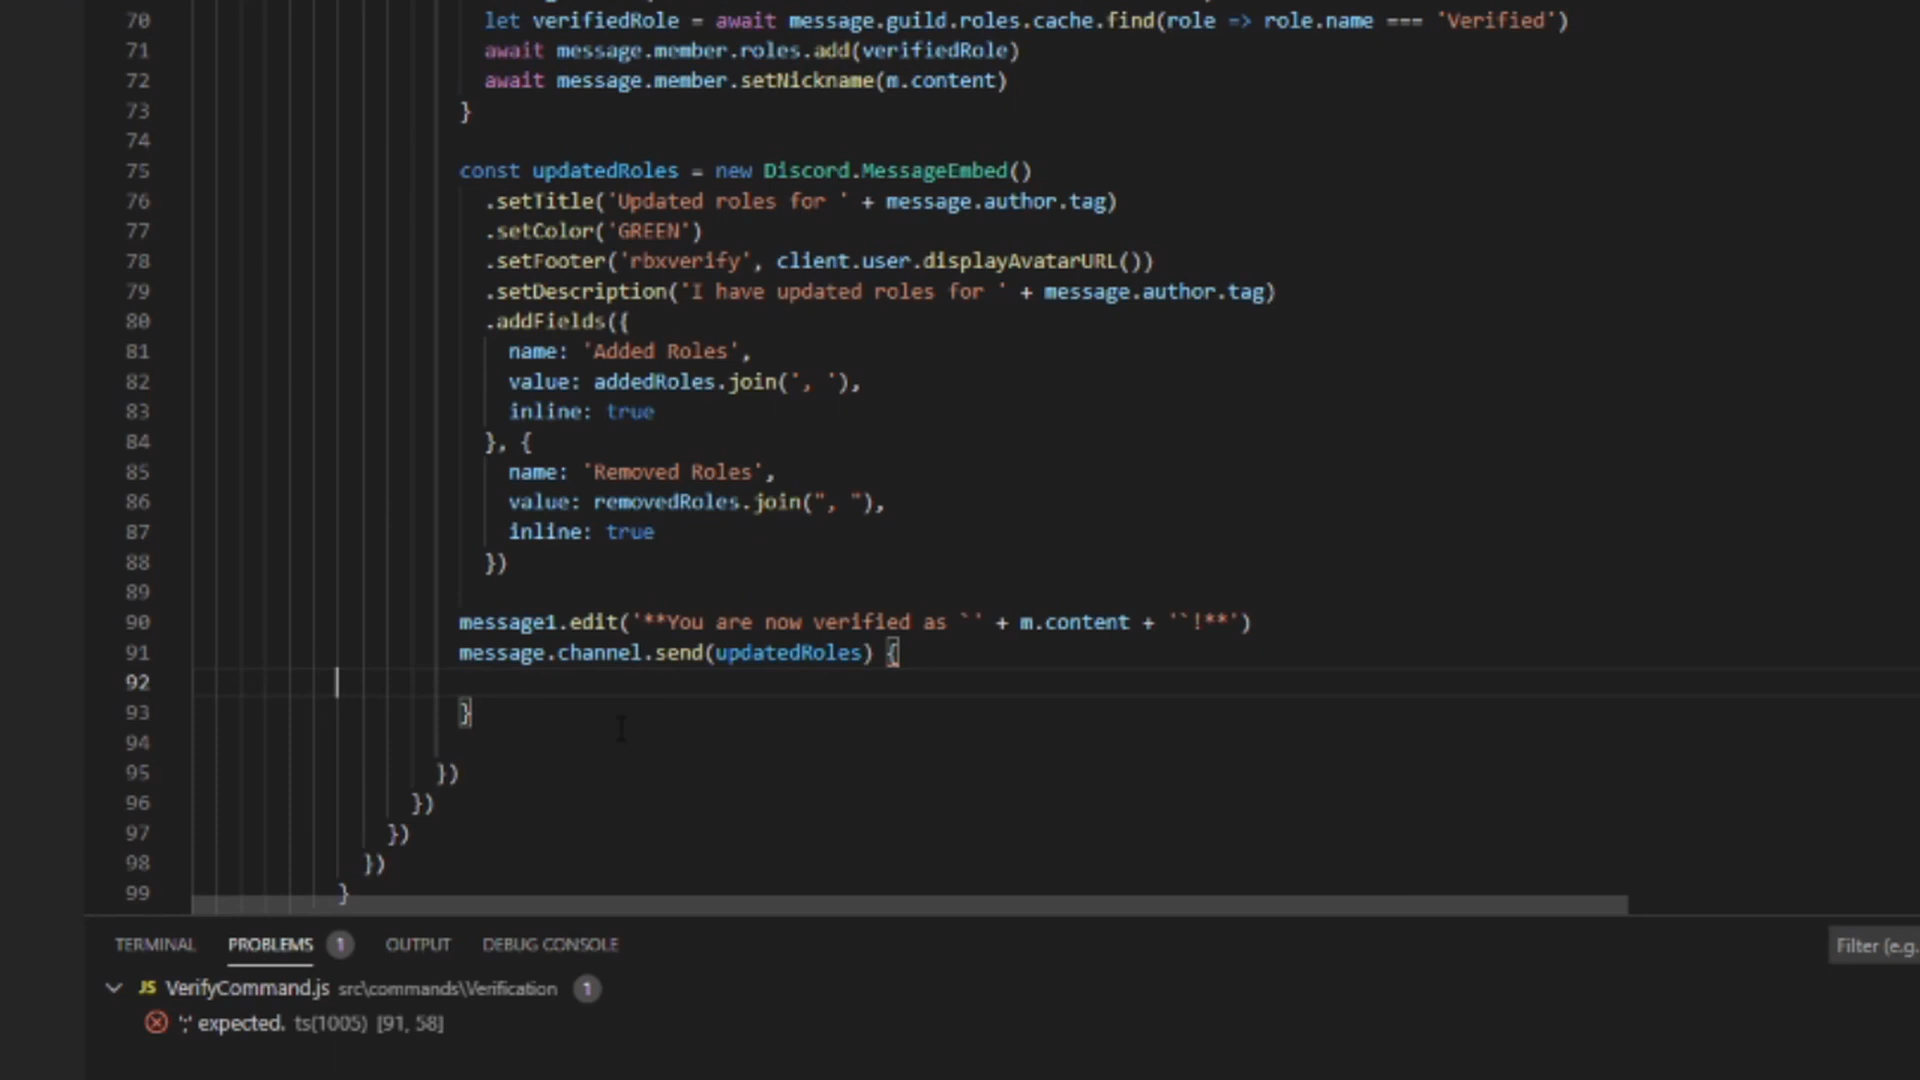 70 let verifiedRole = await message.guild.roles.cache.find(role => role.name === 'Verified')
71 await message.member.roles.add(verifiedRole)
72 await message.member.setNickname(m.content)
73 }
74
75 const updatedRoles = new Discord.MessageEmbed()
76 .setTitle('Updated roles for ' + message.author.tag)
77 .setColor('GREEN')
78 .setFooter('rbxverify', client.user.displayAvatarURL())
79 .setDescription('I have updated roles for ' + message.author.tag)
80 .addFields({
81 name: 'Added Roles',
82 value: addedRoles.join(', '),
83 inline: true
84 }, {
85 name: 'Removed Roles',
86 value: removedRoles.join(", "),
87 inline: true
88 })
89
90 message1.edit('**You are now verified as `' + m.content + '`!**')
91 message.channel.send(updatedRoles) {
92
93 }
94
95 })
96 })
97 })
98 })
99 }
TERMINAL PROBLEMS 1 OUTPUT DEBUG CONSOLE Filter (e.g.
JS VerifyCommand.js src\commands\Verification 1
';' expected. ts(1005) [91, 58]